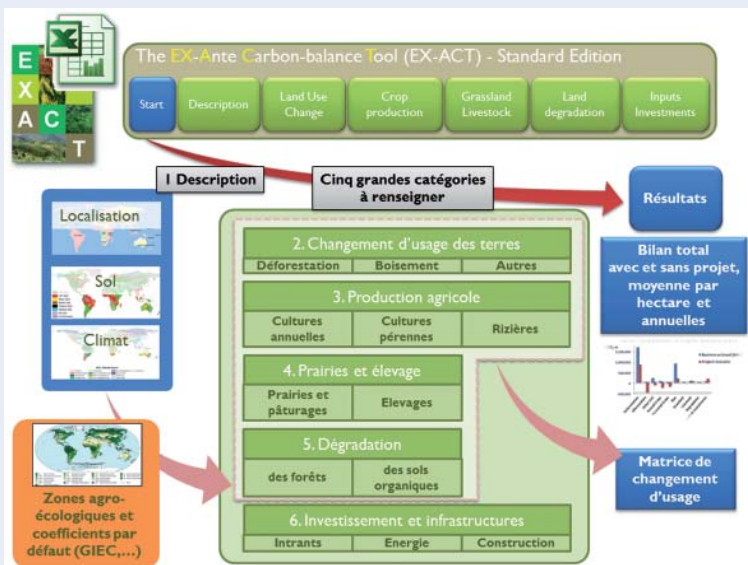 E
X
A C
T
The EX-Ante Carbon-balance Tool (EX-ACT) - Standard Edition
Start
Description
Land Use
Change
Crop
production
Grassland
Livestock
Land
degradation
Inputs
Investments
1 Description
Cinq grandes catégories
à renseigner
Résultats
Localisation
Sol
Climat
2. Changement d'usage des terres
Déforestation Boisement Autres
3. Production agricole
Cultures
annuelles
Cultures
pérennes
Rizières
4. Prairies et élevage
Prairies et
pâturages
Elevages
5. Dégradation
des forêts
des sols
organiques
6. Investissement et infrastructures
Intrants Energie Construction
Bilan total
avec et sans projet,
moyenne par
hectare et
annuelles
Matrice de
changement
d'usage
Zones agro-
écologiques et
coefficients par
défaut (GIEC,...)